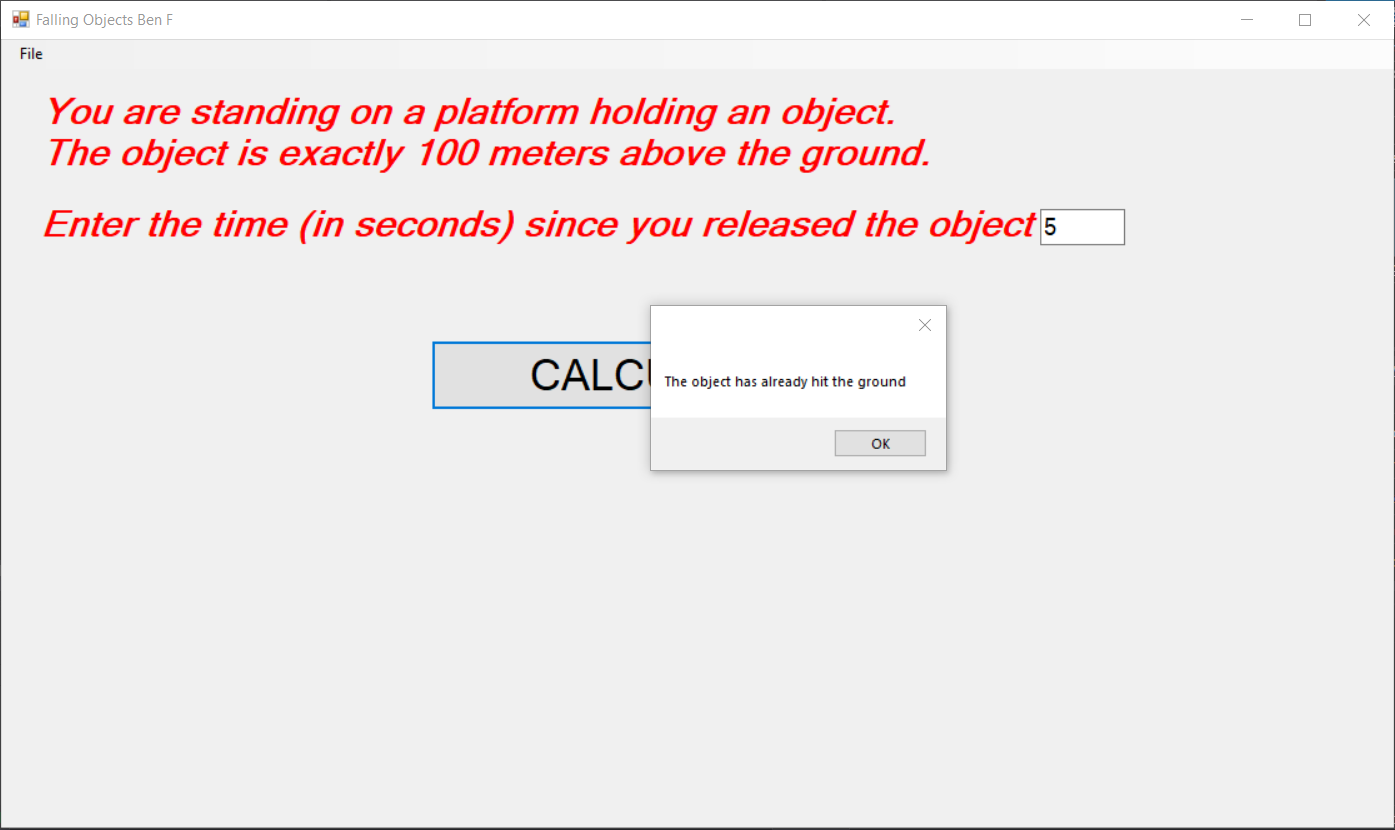 Falling Objects Ben F
File
You are standing on a platform holding an object.
The object is exactly 100 meters above the ground.
Enter the time (in seconds) since you released the object 5
CALCU
The object has already hit the ground
OK